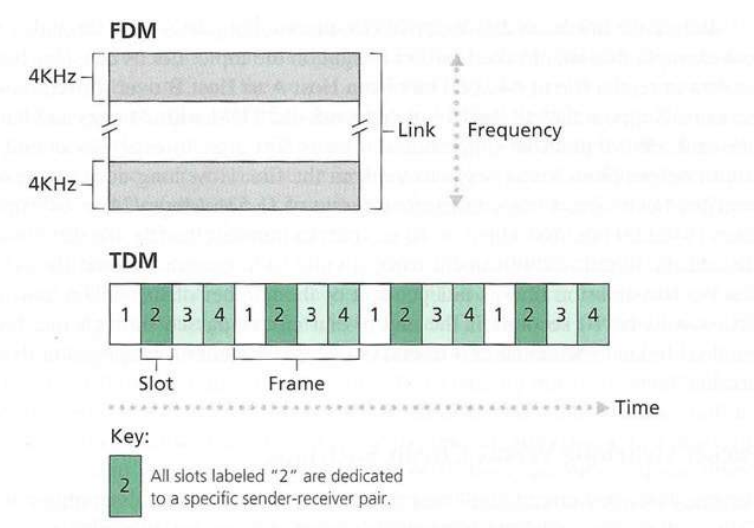 FDM
4KHz
Link
Frequency
4KHz
TDM
1 2 3 4 1 2 3 4 1 2 3 4 1 2 3 4
Slot
Frame
Time
Key:
2
All slots labeled "2" are dedicated
to a specific sender-receiver pair.